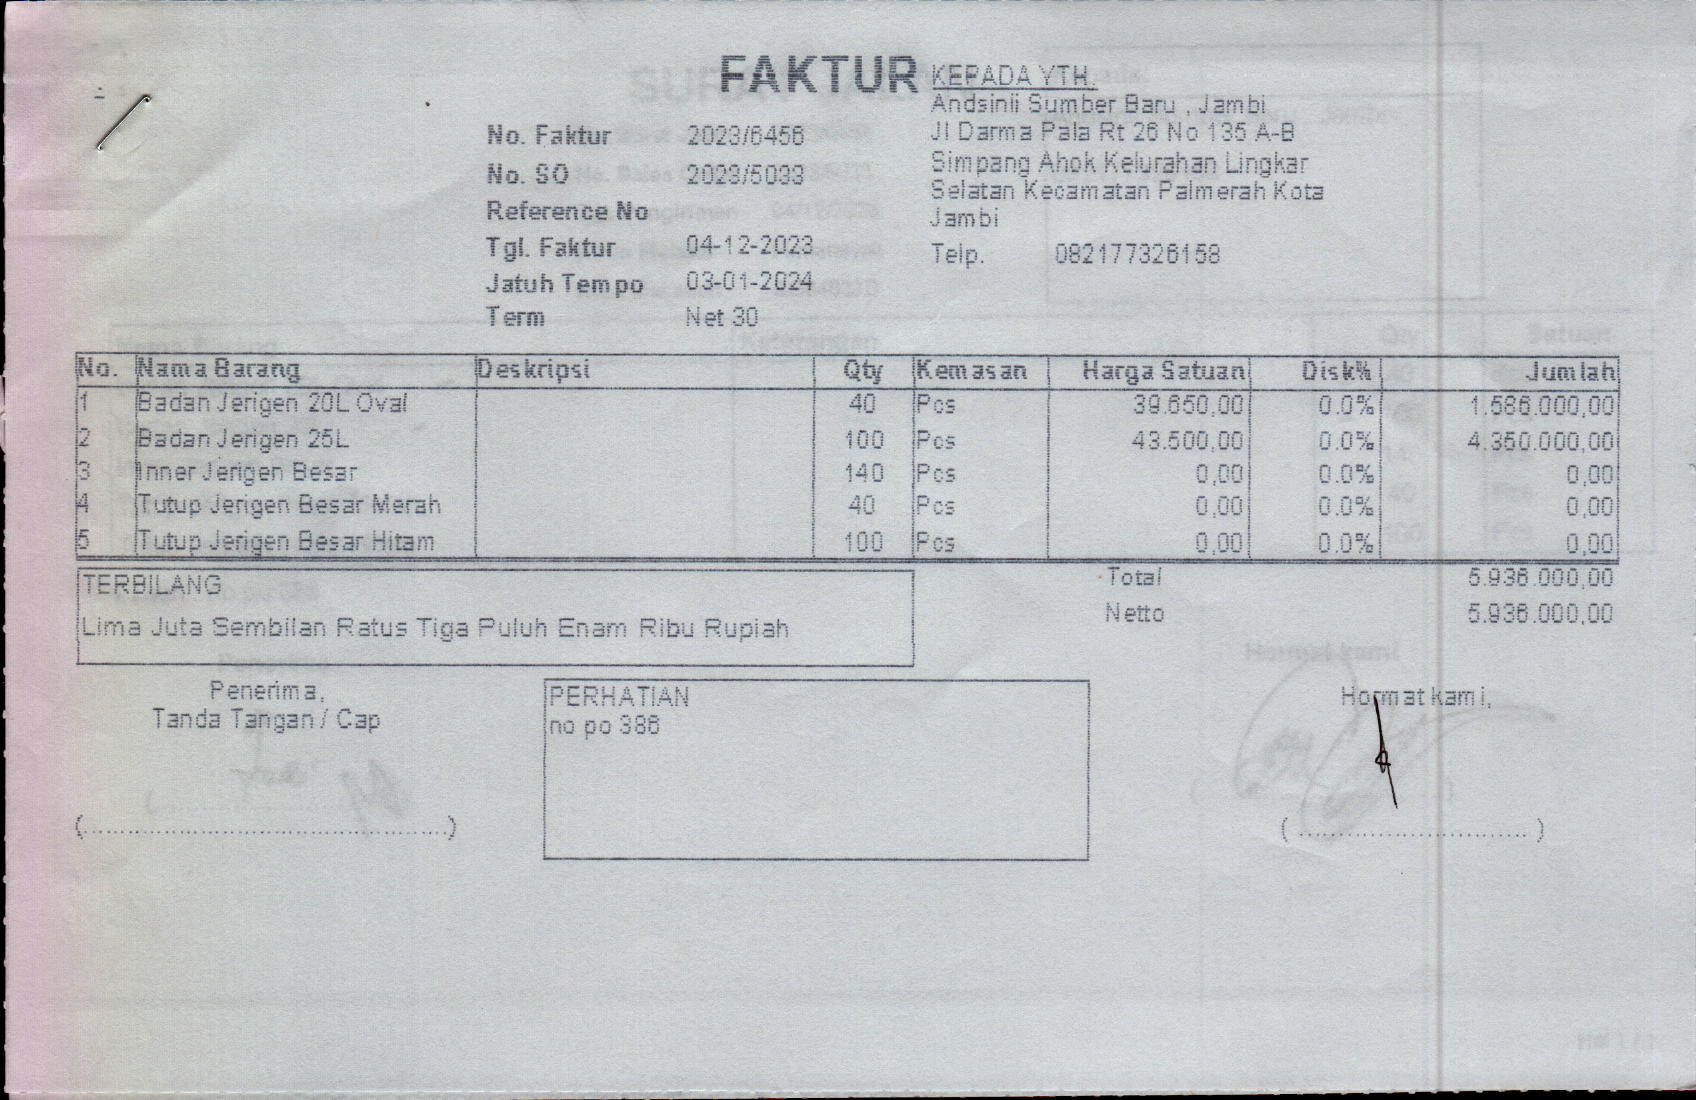 FAKTUR
KEPADA YTH.
Andsinii Sumber Baru , Jambi
Jl Darma Pala Rt 26 No 135 A-B
Simpang Ahok Kelurahan Lingkar
Selatan Kecamatan Palmerah Kota
Jambi
Telp. 082177326158
No. Faktur 2023/6456
No. SO 2023/5033
Reference No
Tgl. Faktur 04-12-2023
Jatuh Tempo 03-01-2024
Term Net 30
No. Nama Barang Deskripsi Qty Kemasan Harga Satuan Disk% Jumlah
1 Badan Jerigen 20L Oval 40 Pcs 39.650,00 0.0% 1.586.000,00
2 Badan Jerigen 25L 100 Pcs 43.500,00 0.0% 4.350.000,00
3 Inner Jerigen Besar 140 Pcs 0,00 0.0% 0,00
4 Tutup Jerigen Besar Merah 40 Pcs 0,00 0.0% 0,00
5 Tutup Jerigen Besar Hitam 100 Pcs 0,00 0.0% 0,00
TERBILANG
Lima Juta Sembilan Ratus Tiga Puluh Enam Ribu Rupiah
Total 5.936.000,00
Netto 5.936.000,00
Penerima,
Tanda Tangan / Cap
PERHATIAN
no po 386
Hormat kami,
(..................................................)
( ............................... )